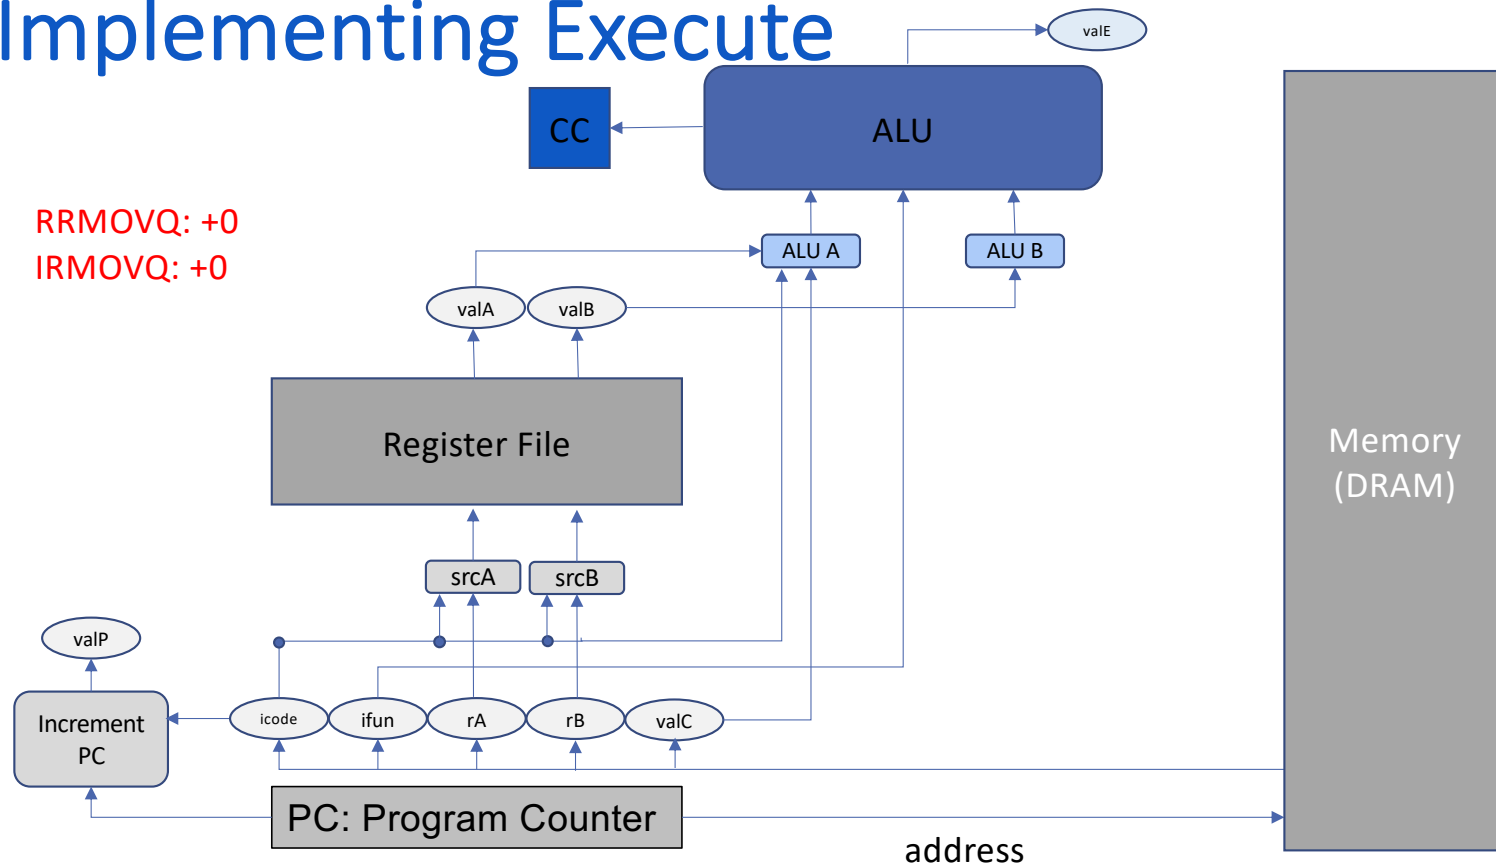 Implementing Execute
valE
CC
ALU
RRMOVQ: +0
IRMOVQ: +0
ALU A
ALU B
valA
valB
Register File
Memory
(DRAM)
srcA
srcB
valP
Increment
PC
icode
ifun
rA
rB
valC
PC: Program Counter
address